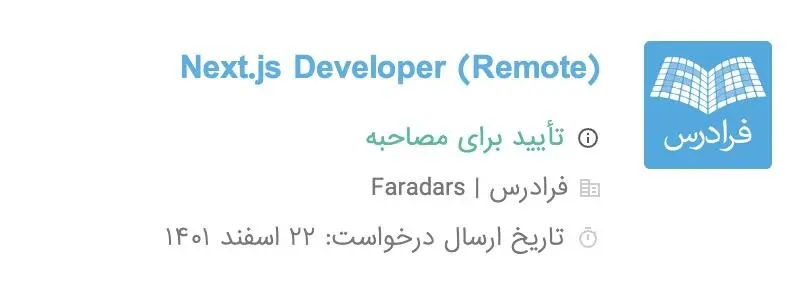 Next.js Developer (Remote)
فرادرس
تأیید برای مصاحبه
فرادرس | Faradars
تاریخ ارسال درخواست: ۲۲ اسفند ۱۴۰۱